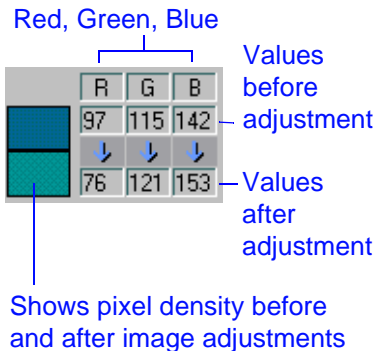 Red, Green, Blue
R G B
97 115 142
76 121 153
Values
before
adjustment
Values
after
adjustment
Shows pixel density before
and after image adjustments